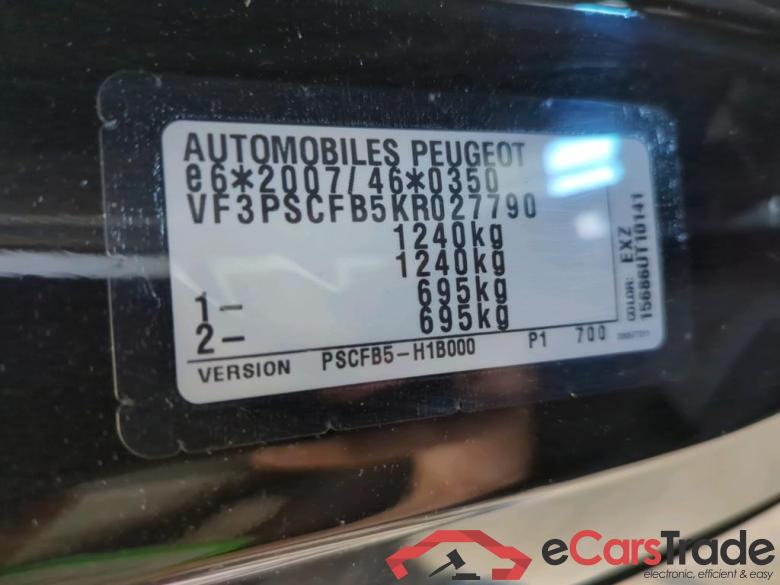 AUTOMOBILES PEUGEOT
e6*2007/46*0350
VF3PSCFB5KR027790
1240kg
1240kg
1- 695kg
2- 695kg
VERSION PSCFB5-H1B000 P1 700
COLOR: EXZ
15686UT10141
eCarsTrade
electronic, efficient & easy